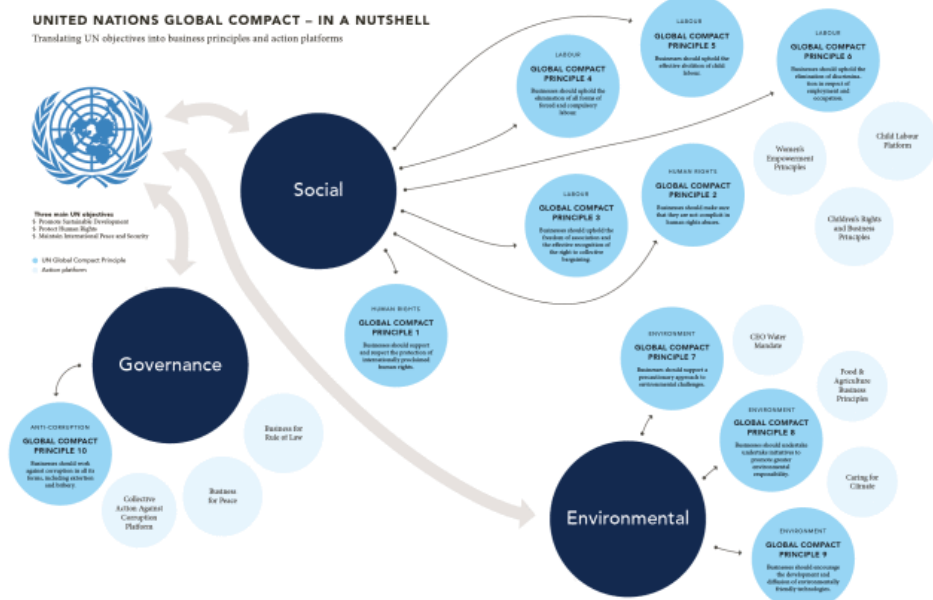 UNITED NATIONS GLOBAL COMPACT – IN A NUTSHELL
Translating UN objectives into business principles and action platforms
Three main UN objectives
§ Promote Sustainable Development
§ Protect Human Rights
§ Maintain International Peace and Security
UN Global Compact Principle
Action platform
Social
LABOUR
GLOBAL COMPACT
PRINCIPLE 4
Businesses should uphold the
elimination of all forms of
forced and compulsory
labour.
LABOUR
GLOBAL COMPACT
PRINCIPLE 5
Businesses should uphold the
effective abolition of child
labour.
LABOUR
GLOBAL COMPACT
PRINCIPLE 6
Businesses should uphold the
elimination of discrimina-
tion in respect of
employment and
occupation.
Women's
Empowerment
Principles
Child Labour
Platform
Children's Rights
and Business
Principles
HUMAN RIGHTS
GLOBAL COMPACT
PRINCIPLE 2
Businesses should make sure
that they are not complicit in
human rights abuses.
LABOUR
GLOBAL COMPACT
PRINCIPLE 3
Businesses should uphold the
freedom of association and
the effective recognition of
the right to collective
bargaining.
HUMAN RIGHTS
GLOBAL COMPACT
PRINCIPLE 1
Businesses should support
and respect the protection of
internationally proclaimed
human rights.
Governance
ANTI-CORRUPTION
GLOBAL COMPACT
PRINCIPLE 10
Businesses should work
against corruption in all its
forms, including extortion
and bribery.
Collective
Action Against
Corruption
Platform
Business
for Peace
Business for
Rule of Law
Environmental
ENVIRONMENT
GLOBAL COMPACT
PRINCIPLE 7
Businesses should support a
precautionary approach to
environmental challenges.
CEO Water
Mandate
Food &
Agriculture
Business
Principles
ENVIRONMENT
GLOBAL COMPACT
PRINCIPLE 8
Businesses should undertake
undertake initiatives to
promote greater
environmental
responsibility.
Caring for
Climate
ENVIRONMENT
GLOBAL COMPACT
PRINCIPLE 9
Businesses should encourage
the development and
diffusion of environmentally
friendly technologies.